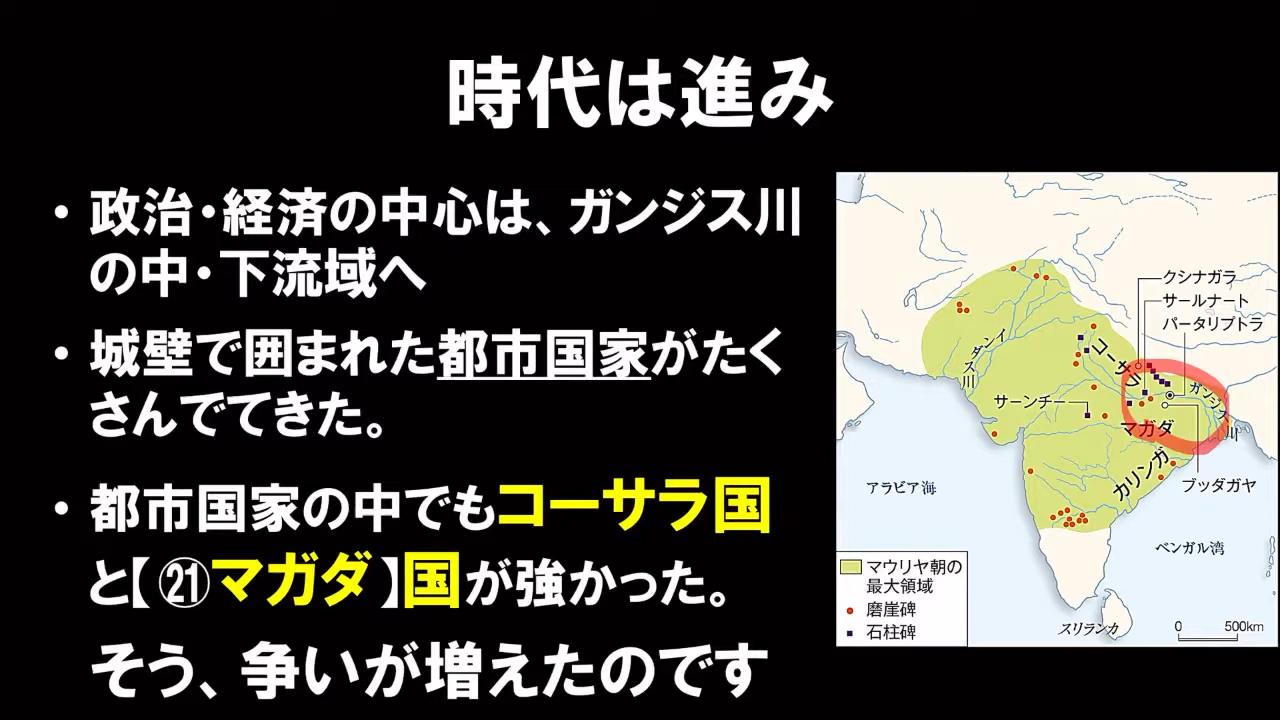 時代は進み
・政治・経済の中心は、ガンジス川
の中・下流域へ
・城壁で囲まれた都市国家がたく
さんでてきた。
・都市国家の中でもコーサラ国
と【㉑マガダ】国が強かった。
そう、争いが増えたのです
クシナガラ
サールナート
パータリプトラ
インダス川
コーサラ
ガンジス川
サーンチー
マガダ
カリンガ
ブッダガヤ
アラビア海
ベンガル湾
スリランカ
マウリヤ朝の
最大領域
磨崖碑
石柱碑
0 500km